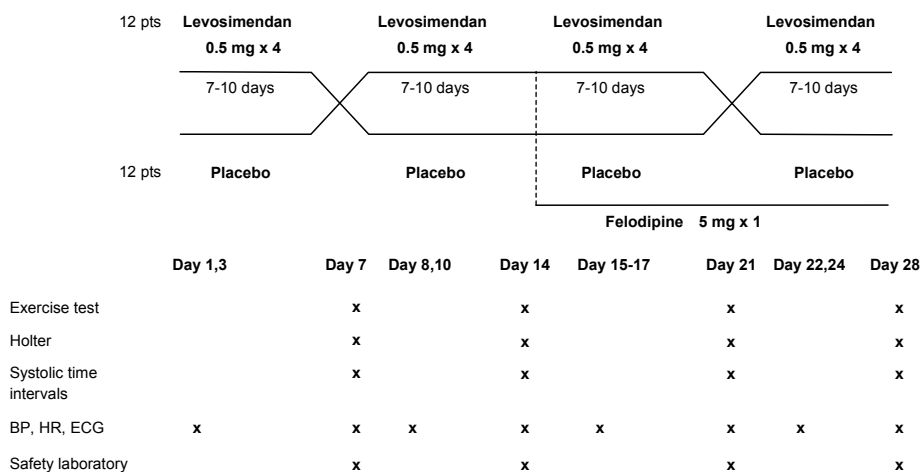 12 pts Levosimendan Levosimendan Levosimendan Levosimendan
0.5 mg x 4 0.5 mg x 4 0.5 mg x 4 0.5 mg x 4
7-10 days 7-10 days 7-10 days 7-10 days
12 pts Placebo Placebo Placebo Placebo
Felodipine 5 mg x 1
Day 1,3 Day 7 Day 8,10 Day 14 Day 15-17 Day 21 Day 22,24 Day 28
Exercise test x x x x
Holter x x x x
Systolic time
intervals x x x x
BP, HR, ECG x x x x x x x x
Safety laboratory x x x x